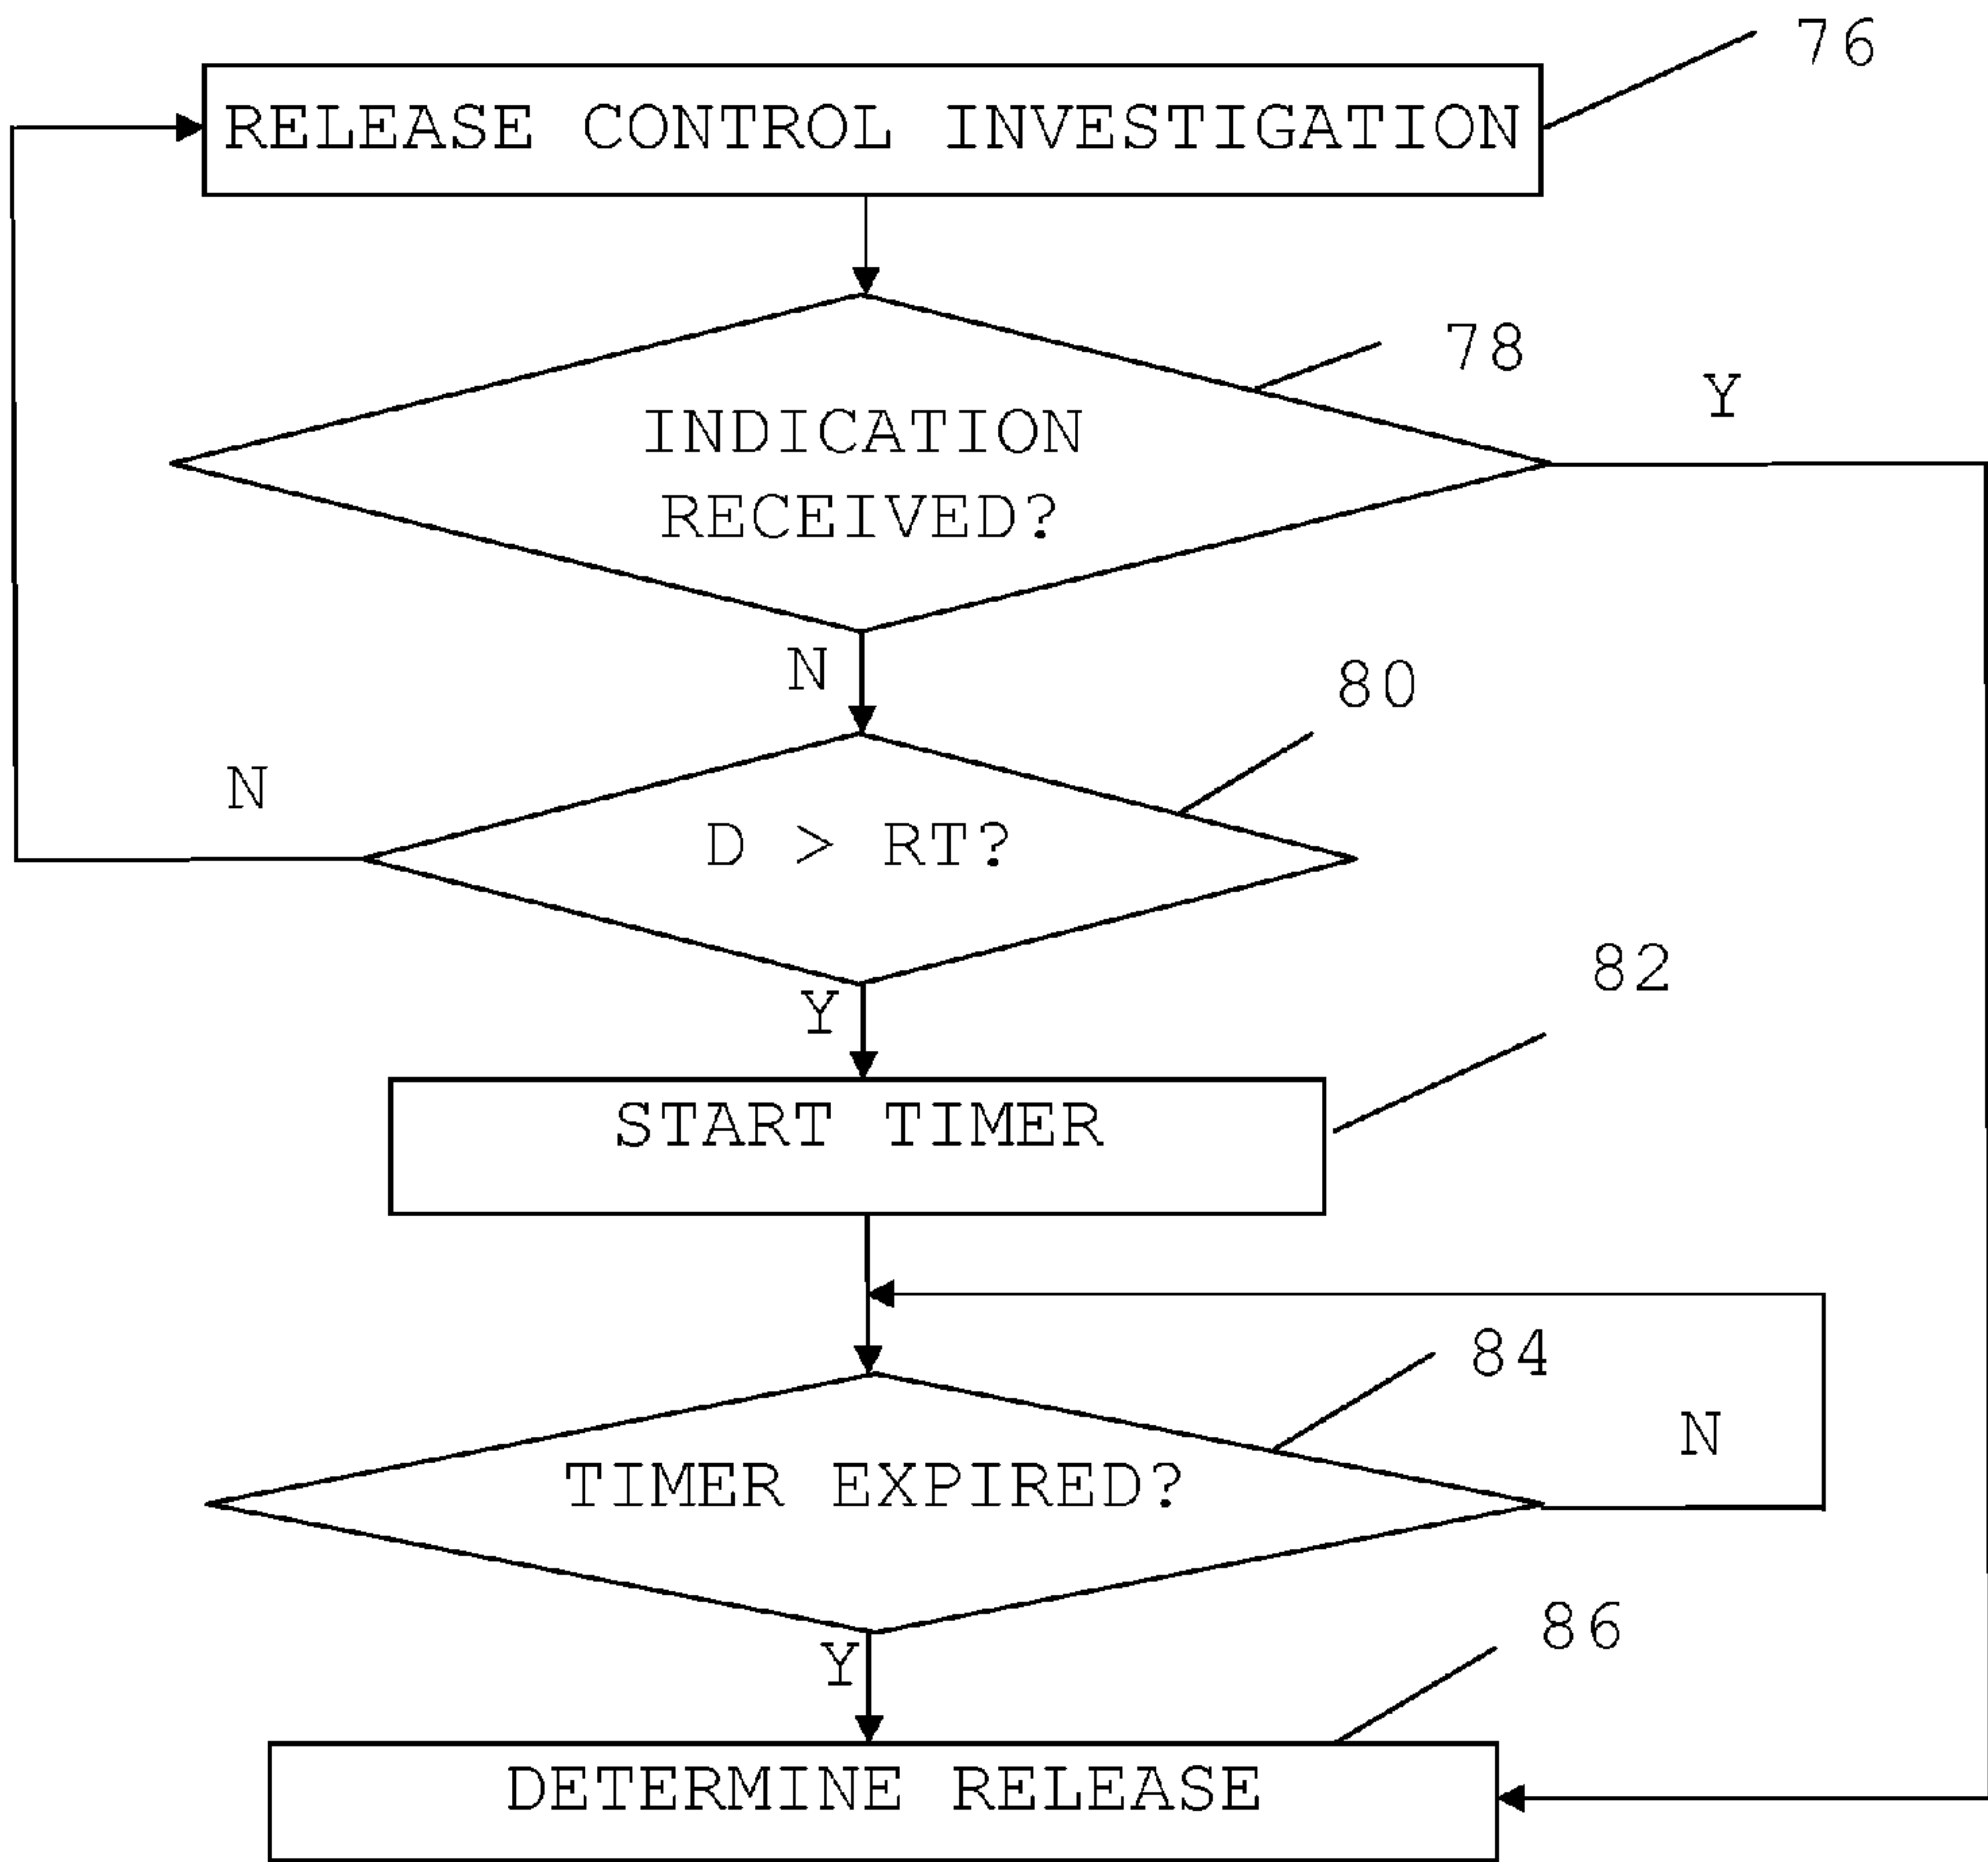 76
RELEASE CONTROL INVESTIGATION
78
Y
INDICATION
RECEIVED?
N
80
N
D > RT?
82
Y
START TIMER
84
N
TIMER EXPIRED?
86
Y
DETERMINE RELEASE